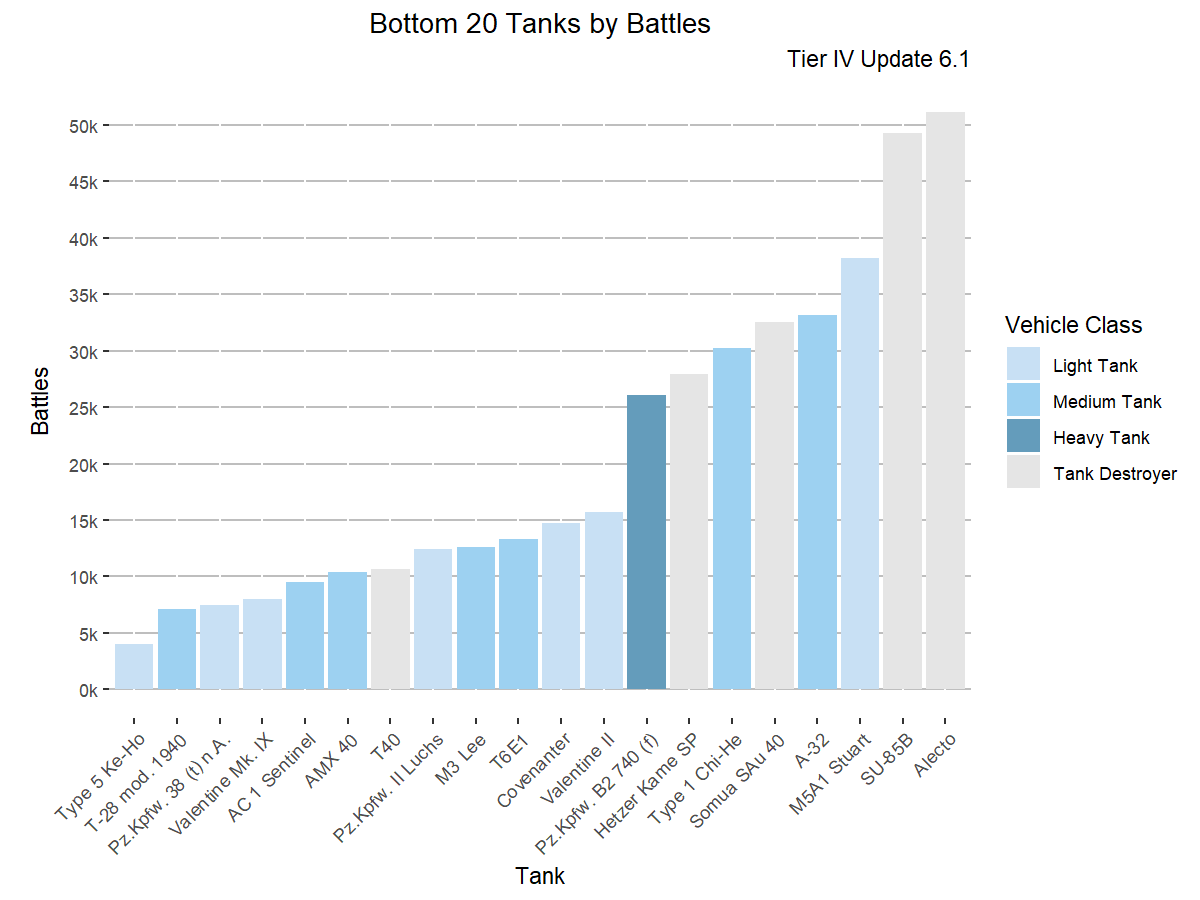 Bottom 20 Tanks by Battles
Tier IV Update 6.1
50k
45k
40k
35k
30k
25k
20k
15k
10k
5k
0k
Battles
Type 5 Ke-Ho
T-28 mod. 1940
Pz.Kpfw. 38 (t) n.A.
Valentine Mk. IX
AC 1 Sentinel
AMX 40
T40
Pz.Kpfw. II Luchs
M3 Lee
T6E1
Covenanter
Valentine II
Pz.Kpfw. B2 740 (f)
Hetzer Kame SP
Type 1 Chi-He
Somua SAu 40
A-32
M5A1 Stuart
SU-85B
Alecto
Tank
Vehicle Class
Light Tank
Medium Tank
Heavy Tank
Tank Destroyer